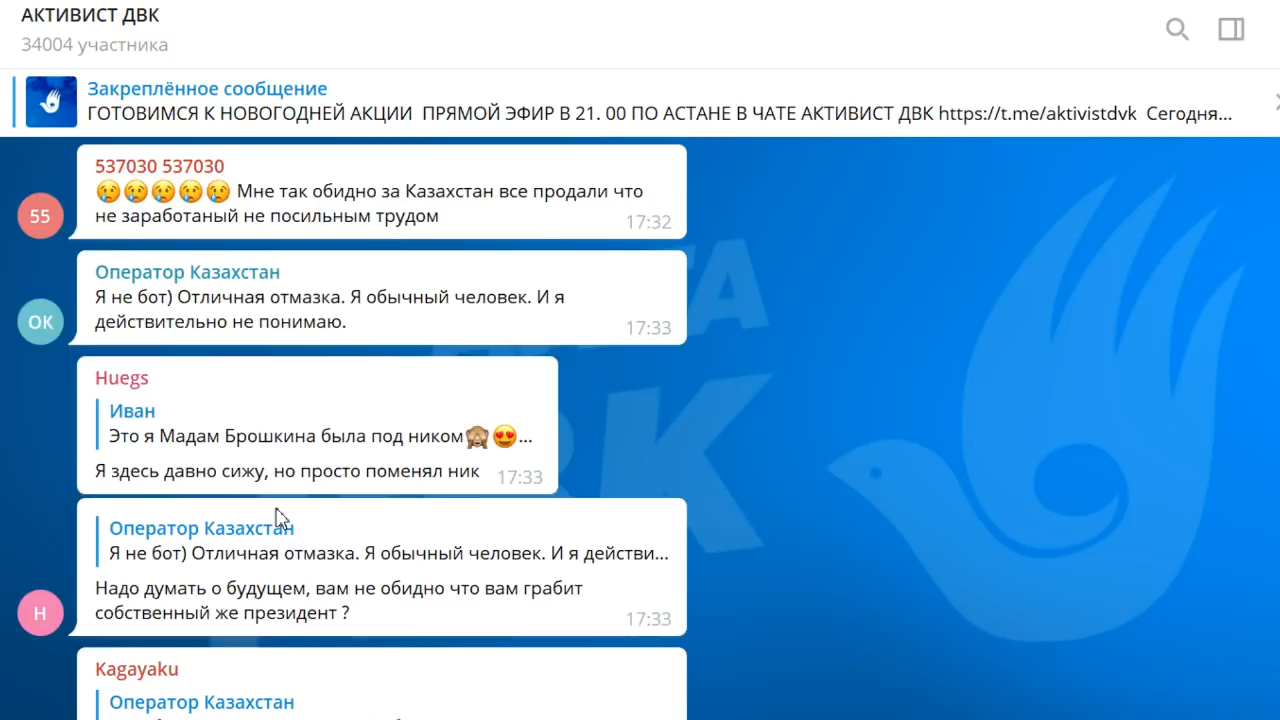 АКТИВИСТ ДВК
34004 участника
Закреплённое сообщение
ГОТОВИМСЯ К НОВОГОДНЕЙ АКЦИИ ПРЯМОЙ ЭФИР В 21. 00 ПО АСТАНЕ В ЧАТЕ АКТИВИСТ ДВК https://t.me/aktivistdvk Сегодня...
537030 537030
😢😢😢😢😢 Мне так обидно за Казахстан все продали что
не заработаный не посильным трудом
17:32
55
Оператор Казахстан
Я не бот) Отличная отмазка. Я обычный человек. И я
действительно не понимаю.
17:33
ОК
Huegs
Иван
Это я Мадам Брошкина была под ником🙈😍...
Я здесь давно сижу, но просто поменял ник
17:33
Оператор Казахстан
Я не бот) Отличная отмазка. Я обычный человек. И я действи...
Надо думать о будущем, вам не обидно что вам грабит
собственный же президент ?
17:33
H
Kagayaku
Оператор Казахстан